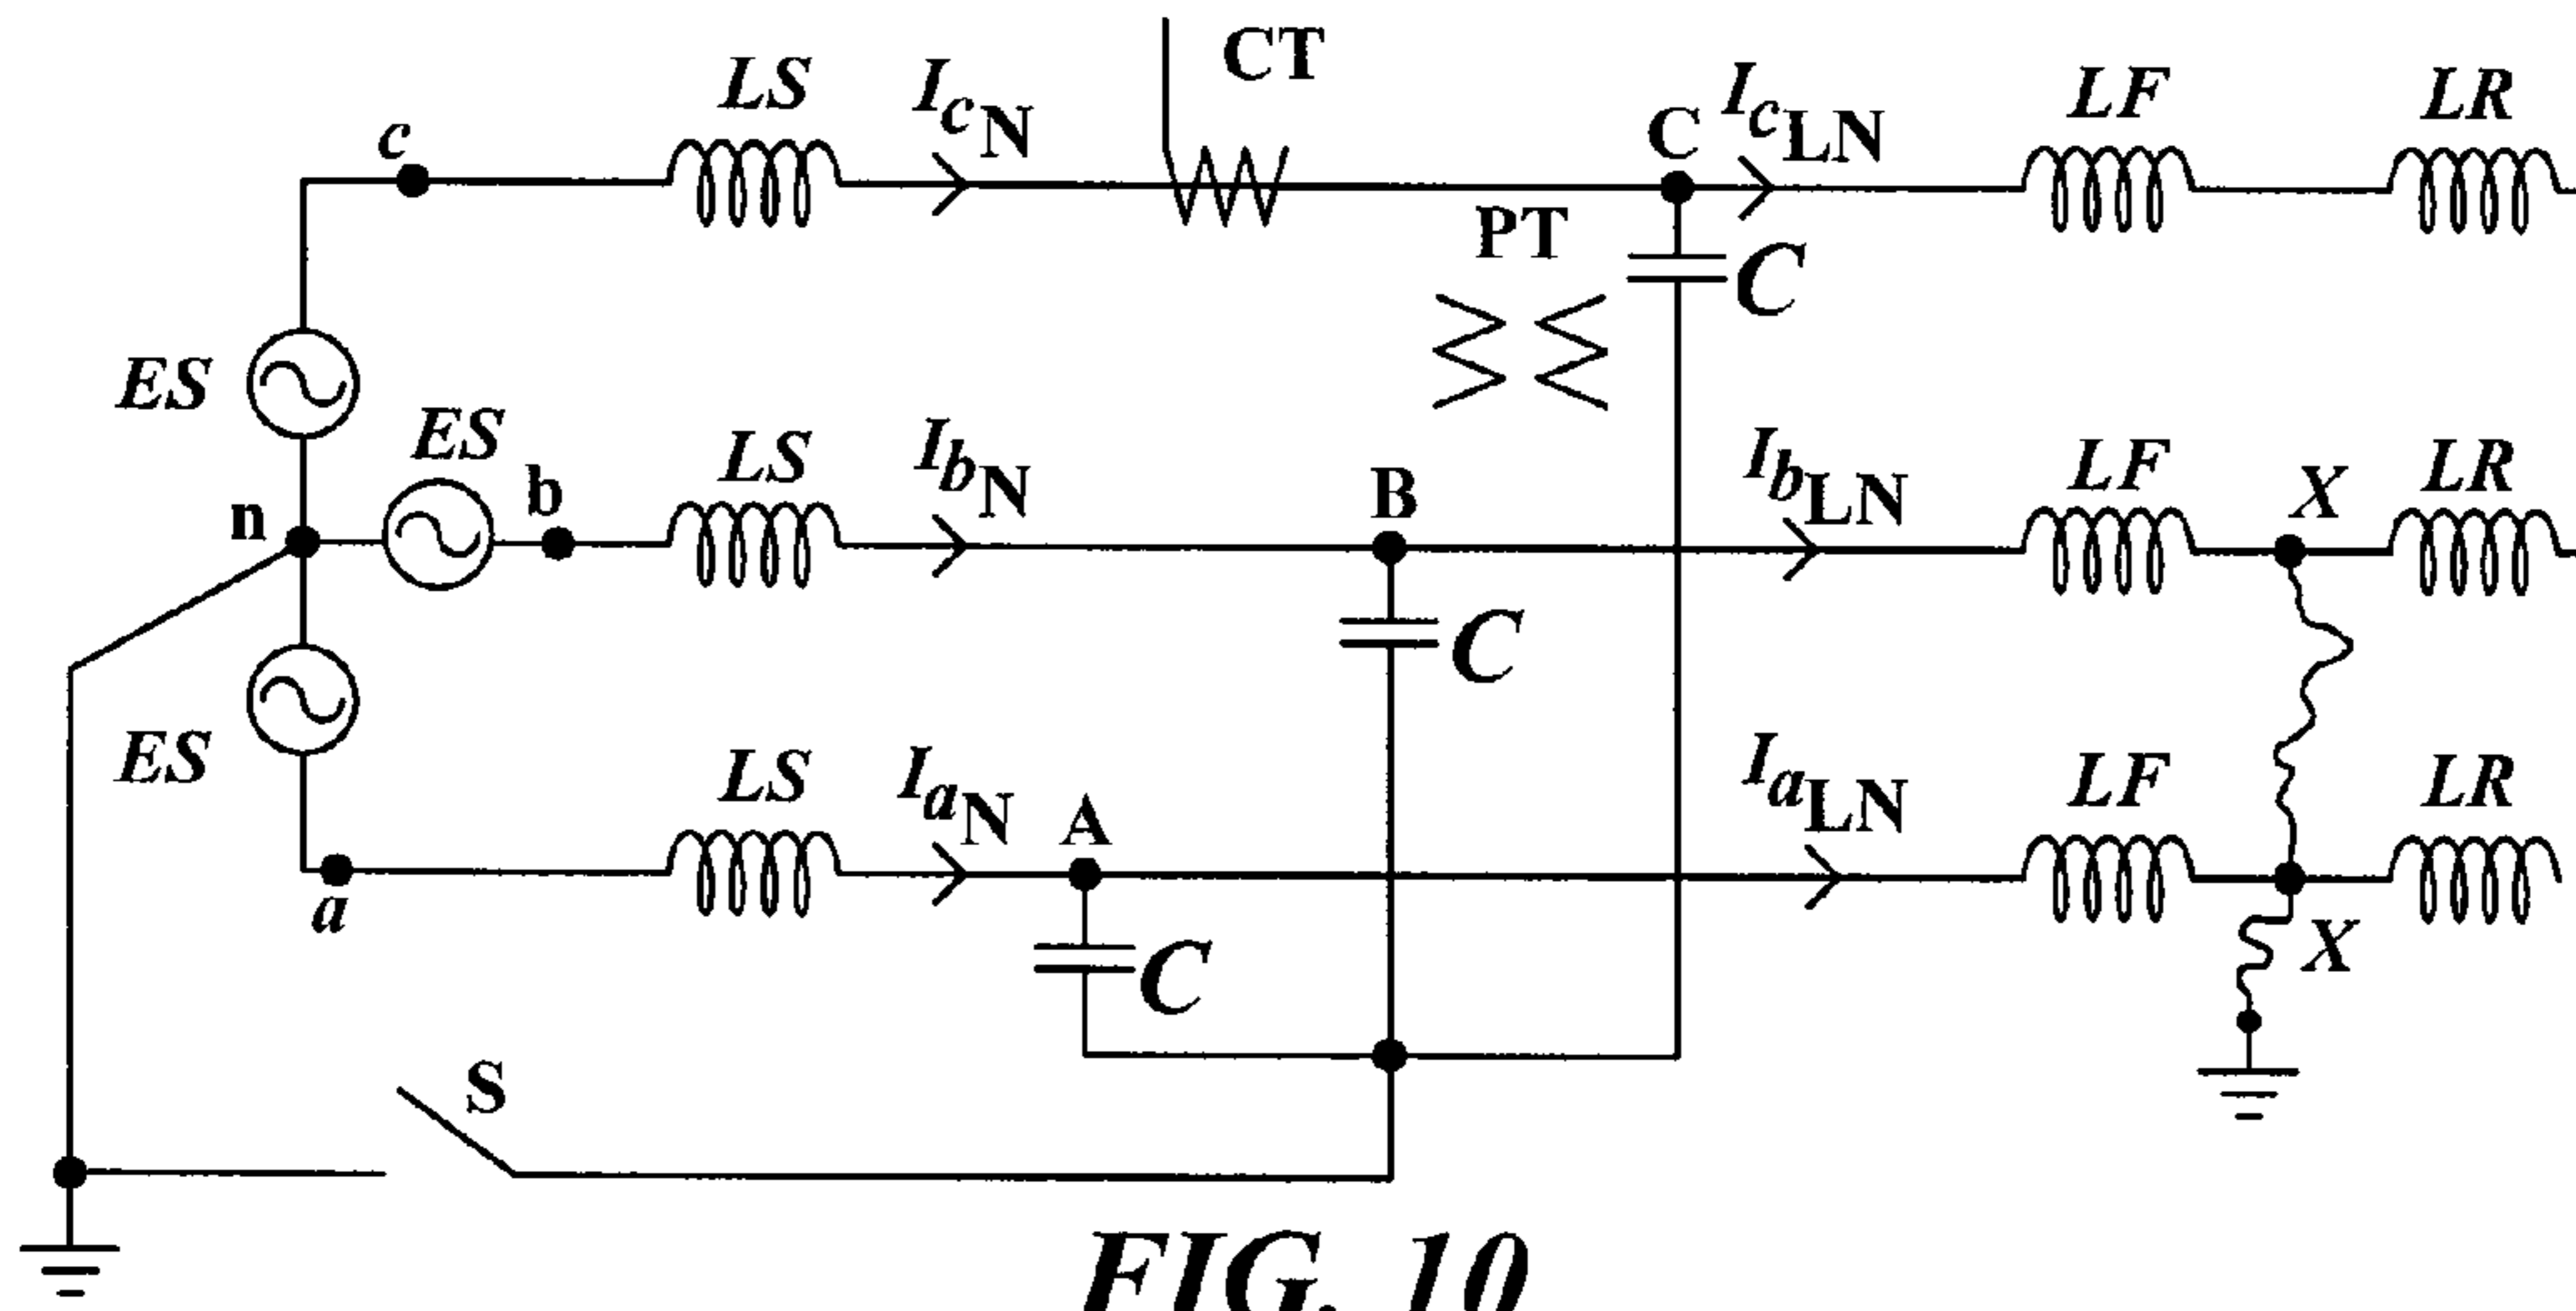 CT
LS
IcN
C
IcLN
LF
LR
c
PT
C
ES
ES
n
b
LS
IbN
B
IbLN
LF
X
LR
C
ES
LS
IaN
A
IaLN
LF
LR
a
C
X
S
FIG. 10